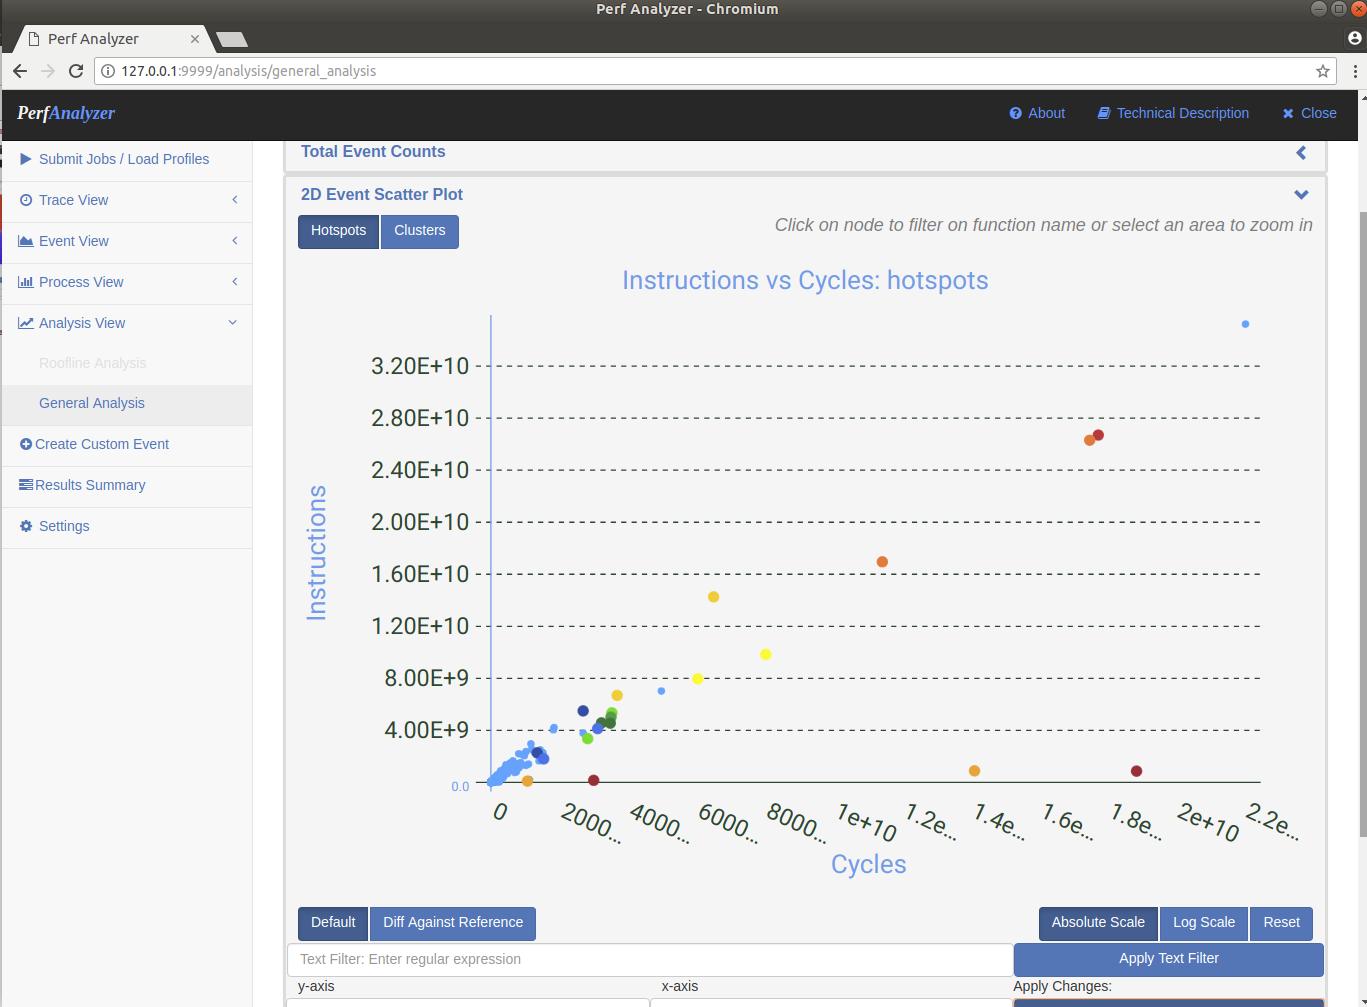 Perf Analyzer - Chromium
Perf Analyzer
127.0.0.1:9999/analysis/general_analysis
PerfAnalyzer
About
Technical Description
Close
Submit Jobs / Load Profiles
Trace View
Event View
Process View
Analysis View
Roofline Analysis
General Analysis
Create Custom Event
Results Summary
Settings
Total Event Counts
2D Event Scatter Plot
Hotspots
Clusters
Click on node to filter on function name or select an area to zoom in
Instructions vs Cycles: hotspots
Instructions
3.20E+10
2.80E+10
2.40E+10
2.00E+10
1.60E+10
1.20E+10
8.00E+9
4.00E+9
0.0
0
2000...
4000...
6000...
8000...
1e+10
1.2e...
1.4e...
1.6e...
1.8e...
2e+10
2.2e...
Cycles
Default
Diff Against Reference
Absolute Scale
Log Scale
Reset
Text Filter: Enter regular expression
Apply Text Filter
y-axis
x-axis
Apply Changes: